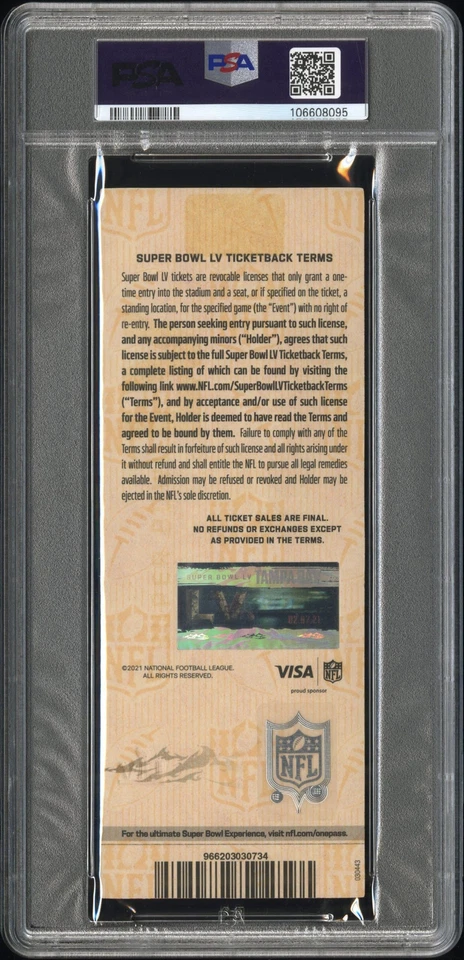 PSA
PSA
106608095
NFL
SUPER BOWL LV TICKETBACK TERMS
Super Bowl LV tickets are revocable licenses that only grant a one-
time entry into the stadium and a seat, or if specified on the ticket, a
standing location, for the specified game (the "Event") with no right of
re-entry. The person seeking entry pursuant to such license,
and any accompanying minors ("Holder"), agrees that such
license is subject to the full Super Bowl LV Ticketback Terms,
a complete listing of which can be found by visiting the
following link www.NFL.com/SuperBowlLVTicketbackTerms
("Terms"), and by acceptance and/or use of such license
for the Event, Holder is deemed to have read the Terms and
agreed to be bound by them. Failure to comply with any of the
Terms shall result in forfeiture of such license and all rights arising under
it without refund and shall entitle the NFL to pursue all legal remedies
available. Admission may be refused or revoked and Holder may be
ejected in the NFL's sole discretion.
ALL TICKET SALES ARE FINAL.
NO REFUNDS OR EXCHANGES EXCEPT
AS PROVIDED IN THE TERMS.
SUPER BOWL LV TAMPA BAY
LV
02.07.21
©2021 NATIONAL FOOTBALL LEAGUE.
ALL RIGHTS RESERVED.
VISA NFL
proud sponsor
NFL
For the ultimate Super Bowl Experience, visit nfl.com/onepass.
966203030734
030443
PSA